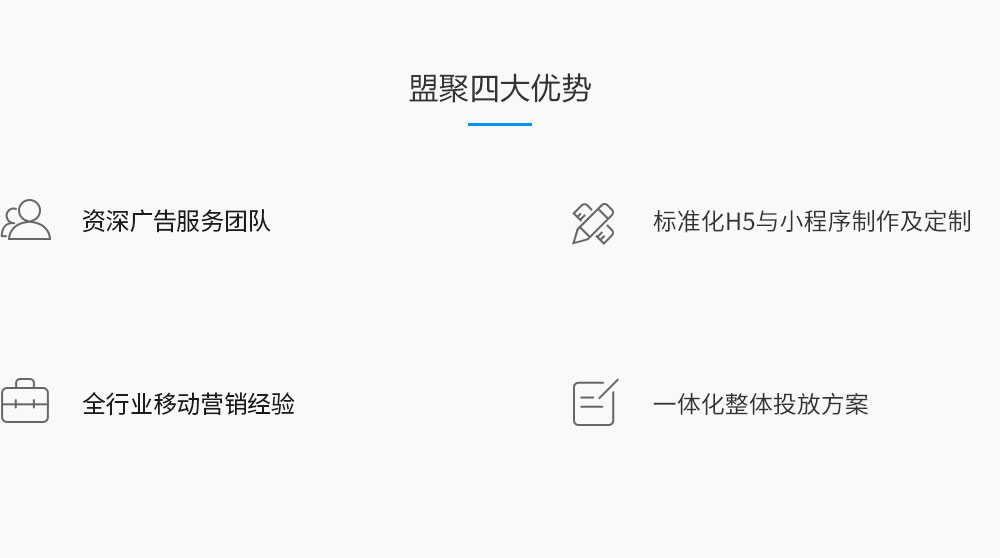 盟聚四大优势
资深广告服务团队
标准化H5与小程序制作及定制
全行业移动营销经验
一体化整体投放方案